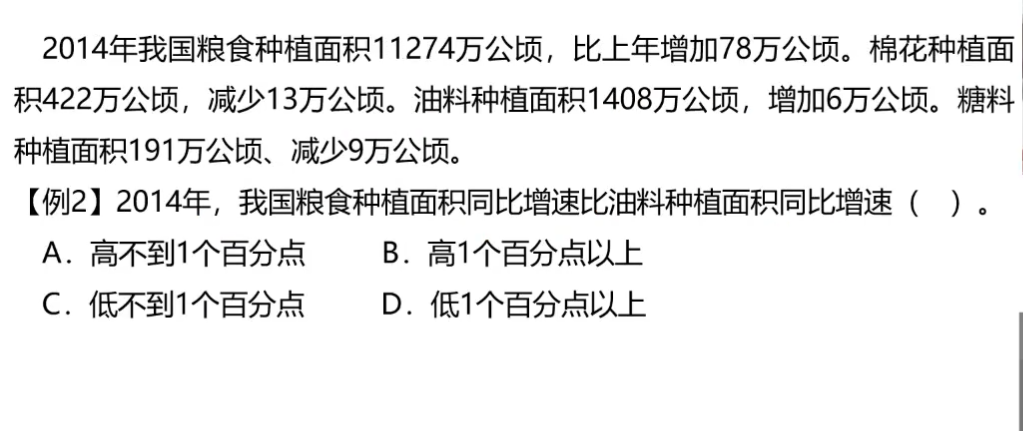 2014年我国粮食种植面积11274万公顷，比上年增加78万公顷。棉花种植面
积422万公顷，减少13万公顷。油料种植面积1408万公顷，增加6万公顷。糖料
种植面积191万公顷、减少9万公顷。
【例2】2014年，我国粮食种植面积同比增速比油料种植面积同比增速（ ）。
A．高不到1个百分点 B．高1个百分点以上
C．低不到1个百分点 D．低1个百分点以上